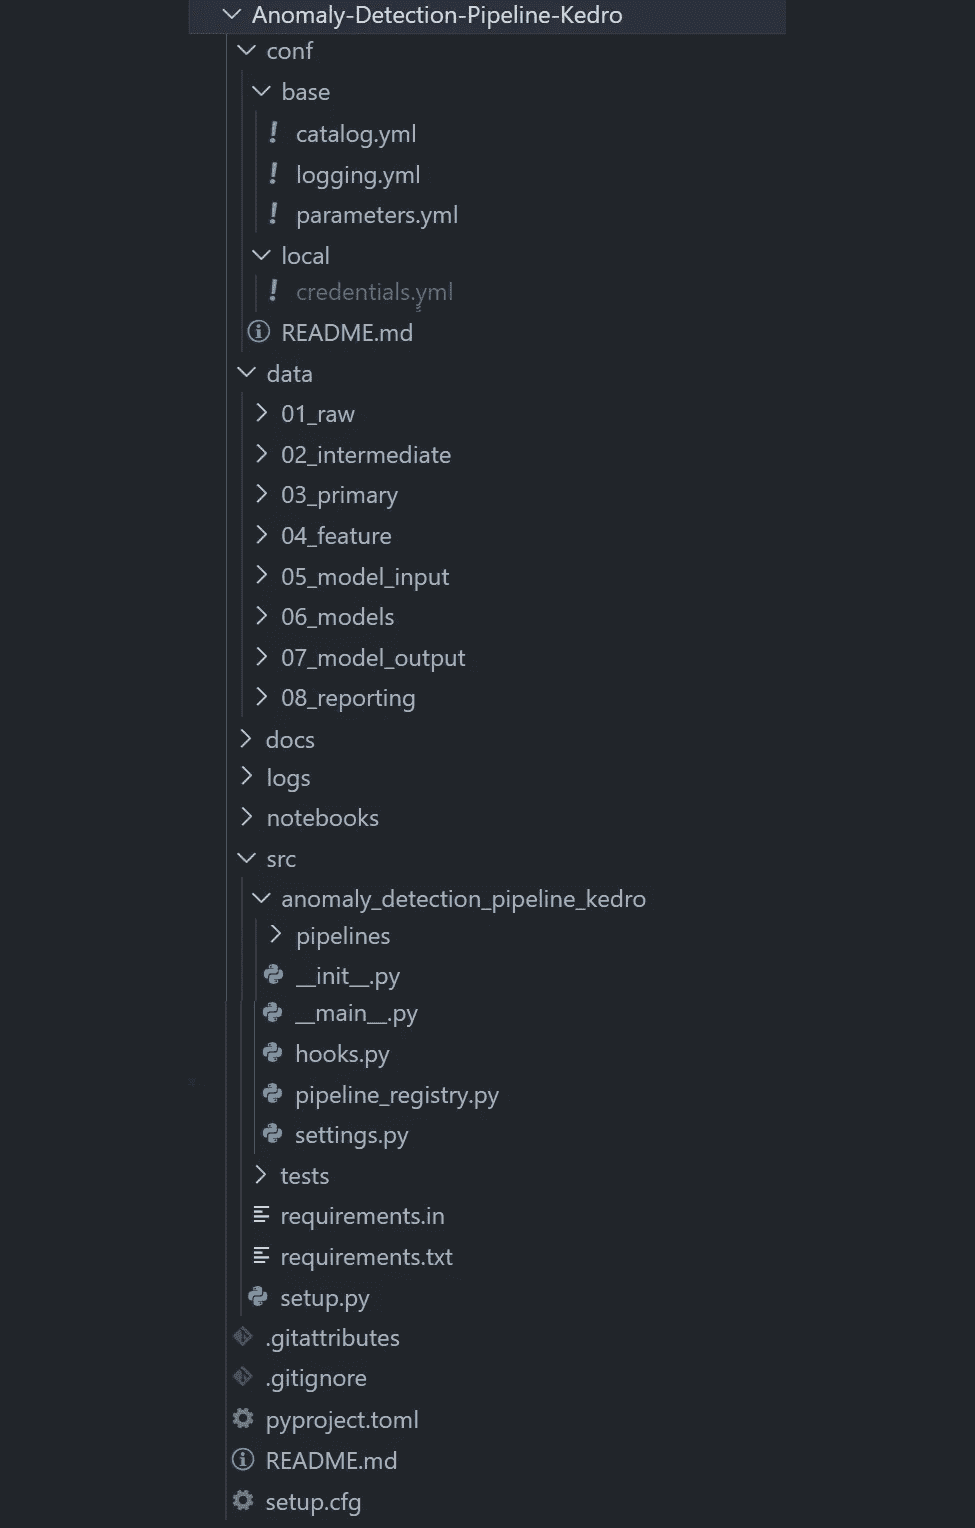 Anomaly-Detection-Pipeline-Kedro
conf
base
catalog.yml
logging.yml
parameters.yml
local
credentials.yml
README.md
data
01_raw
02_intermediate
03_primary
04_feature
05_model_input
06_models
07_model_output
08_reporting
docs
logs
notebooks
src
anomaly_detection_pipeline_kedro
pipelines
__init__.py
__main__.py
hooks.py
pipeline_registry.py
settings.py
tests
requirements.in
requirements.txt
setup.py
.gitattributes
.gitignore
pyproject.toml
README.md
setup.cfg